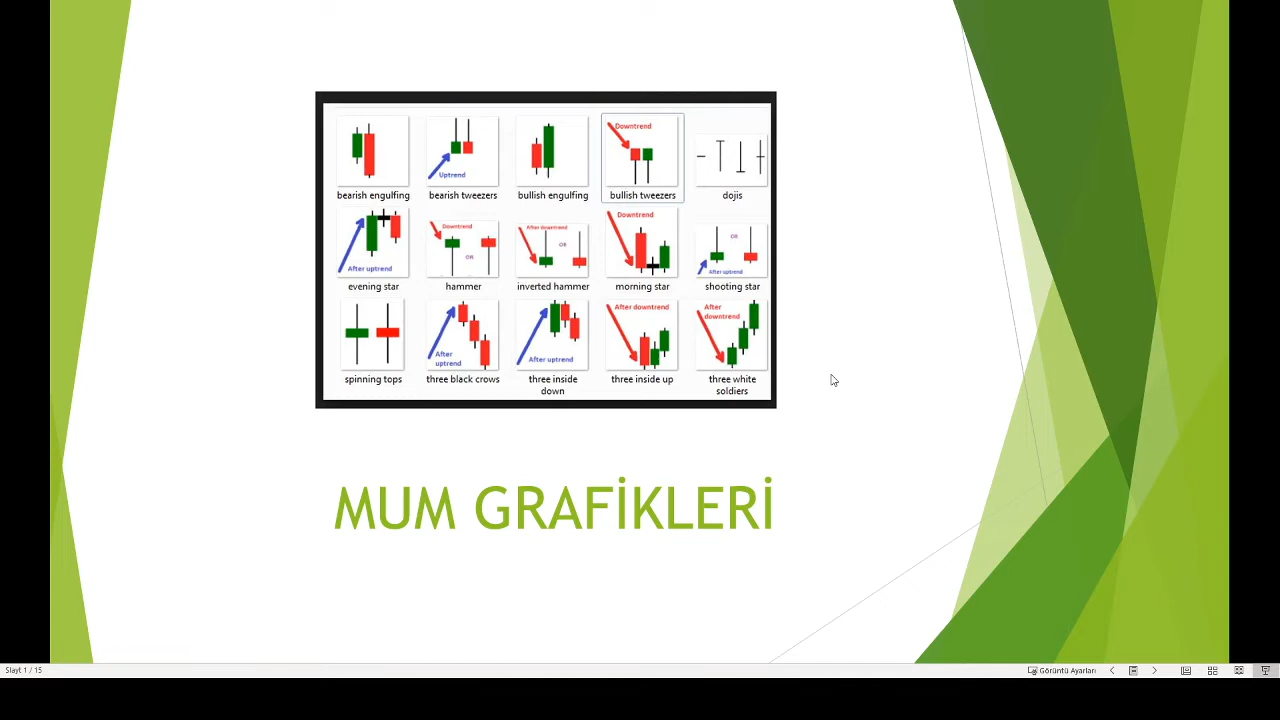 Downtrend
Uptrend
bearish engulfing
bearish tweezers
bullish engulfing
bullish tweezers
dojis
After uptrend
Downtrend
OR
After downtrend
OR
Downtrend
OR
After uptrend
evening star
hammer
inverted hammer
morning star
shooting star
After
uptrend
After uptrend
After downtrend
After
downtrend
spinning tops
three black crows
three inside
down
three inside up
three white
soldiers
MUM GRAFİKLERİ
Slayt 1 / 15
Görüntü Ayarları